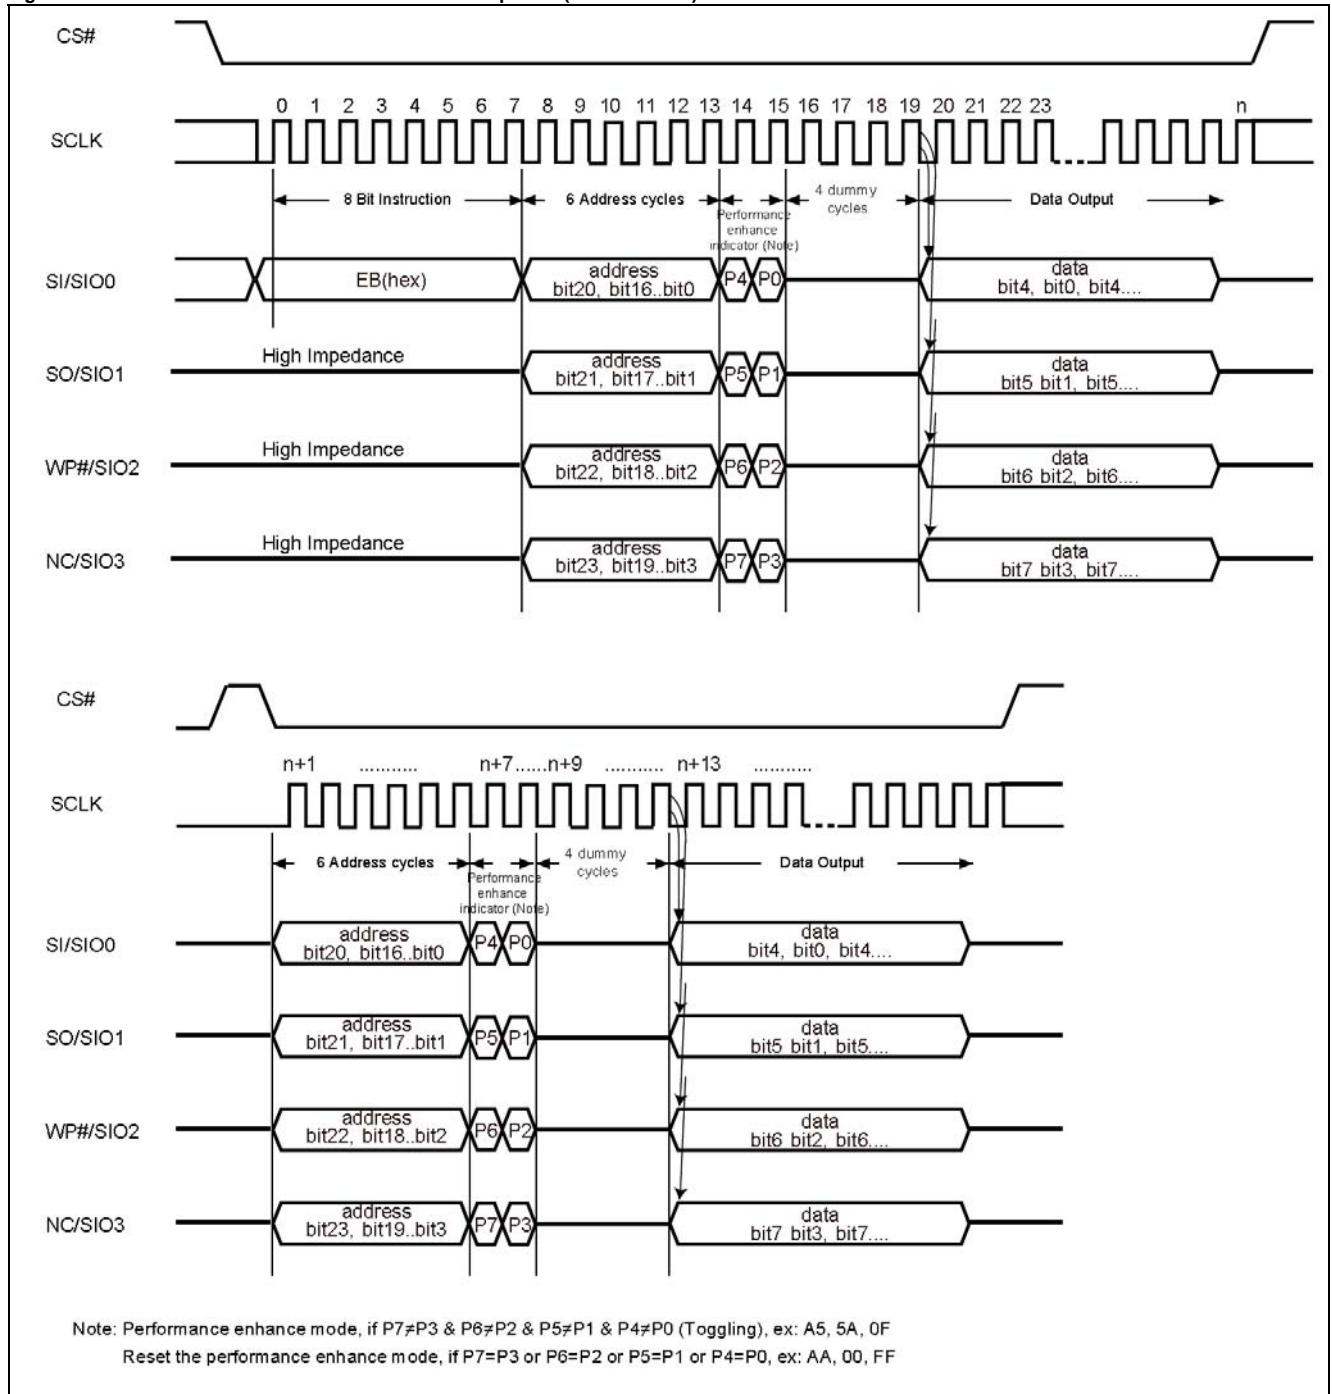 CS#
0 1 2 3 4 5 6 7 8 9 10 11 12 13 14 15 16 17 18 19 20 21 22 23 n
SCLK
8 Bit Instruction 6 Address cycles 4 dummy cycles Data Output
Performance enhance indicator (Note)
SI/SIO0 EB(hex) address bit20, bit16..bit0 P4 P0 data bit4, bit0, bit4....
High Impedance
SO/SIO1 address bit21, bit17..bit1 P5 P1 data bit5 bit1, bit5....
High Impedance
WP#/SIO2 address bit22, bit18..bit2 P6 P2 data bit6 bit2, bit6....
High Impedance
NC/SIO3 address bit23, bit19..bit3 P7 P3 data bit7 bit3, bit7....
CS#
n+1 ........... n+7......n+9 ........... n+13 ...........
SCLK
6 Address cycles 4 dummy cycles Data Output
Performance enhance indicator (Note)
SI/SIO0 address bit20, bit16..bit0 P4 P0 data bit4, bit0, bit4....
SO/SIO1 address bit21, bit17..bit1 P5 P1 data bit5 bit1, bit5....
WP#/SIO2 address bit22, bit18..bit2 P6 P2 data bit6 bit2, bit6....
NC/SIO3 address bit23, bit19..bit3 P7 P3 data bit7 bit3, bit7....
Note: Performance enhance mode, if P7≠P3 & P6≠P2 & P5≠P1 & P4≠P0 (Toggling), ex: A5, 5A, 0F
Reset the performance enhance mode, if P7=P3 or P6=P2 or P5=P1 or P4=P0, ex: AA, 00, FF